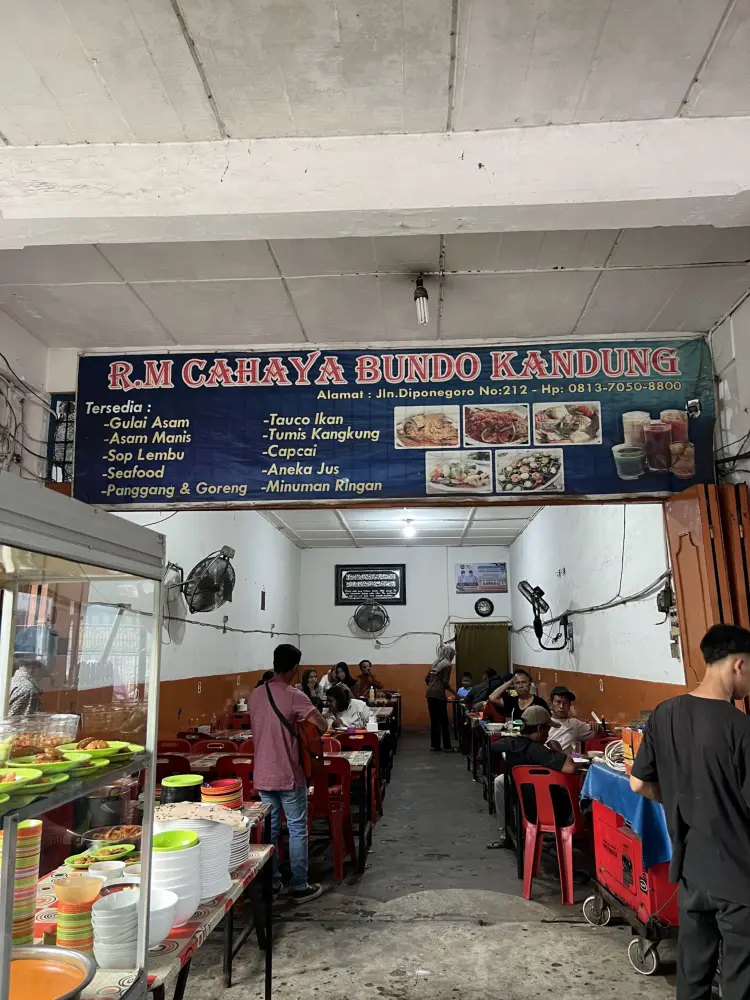 R.M CAHAYA BUNDO KANDUNG
Alamat : Jln.Diponegoro No:212 - Hp: 0813-7050-8800
Tersedia :
-Gulai Asam
-Asam Manis
-Sop Lembu
-Seafood
-Panggang & Goreng
-Tauco Ikan
-Tumis Kangkung
-Capcai
-Aneka Jus
-Minuman Ringan